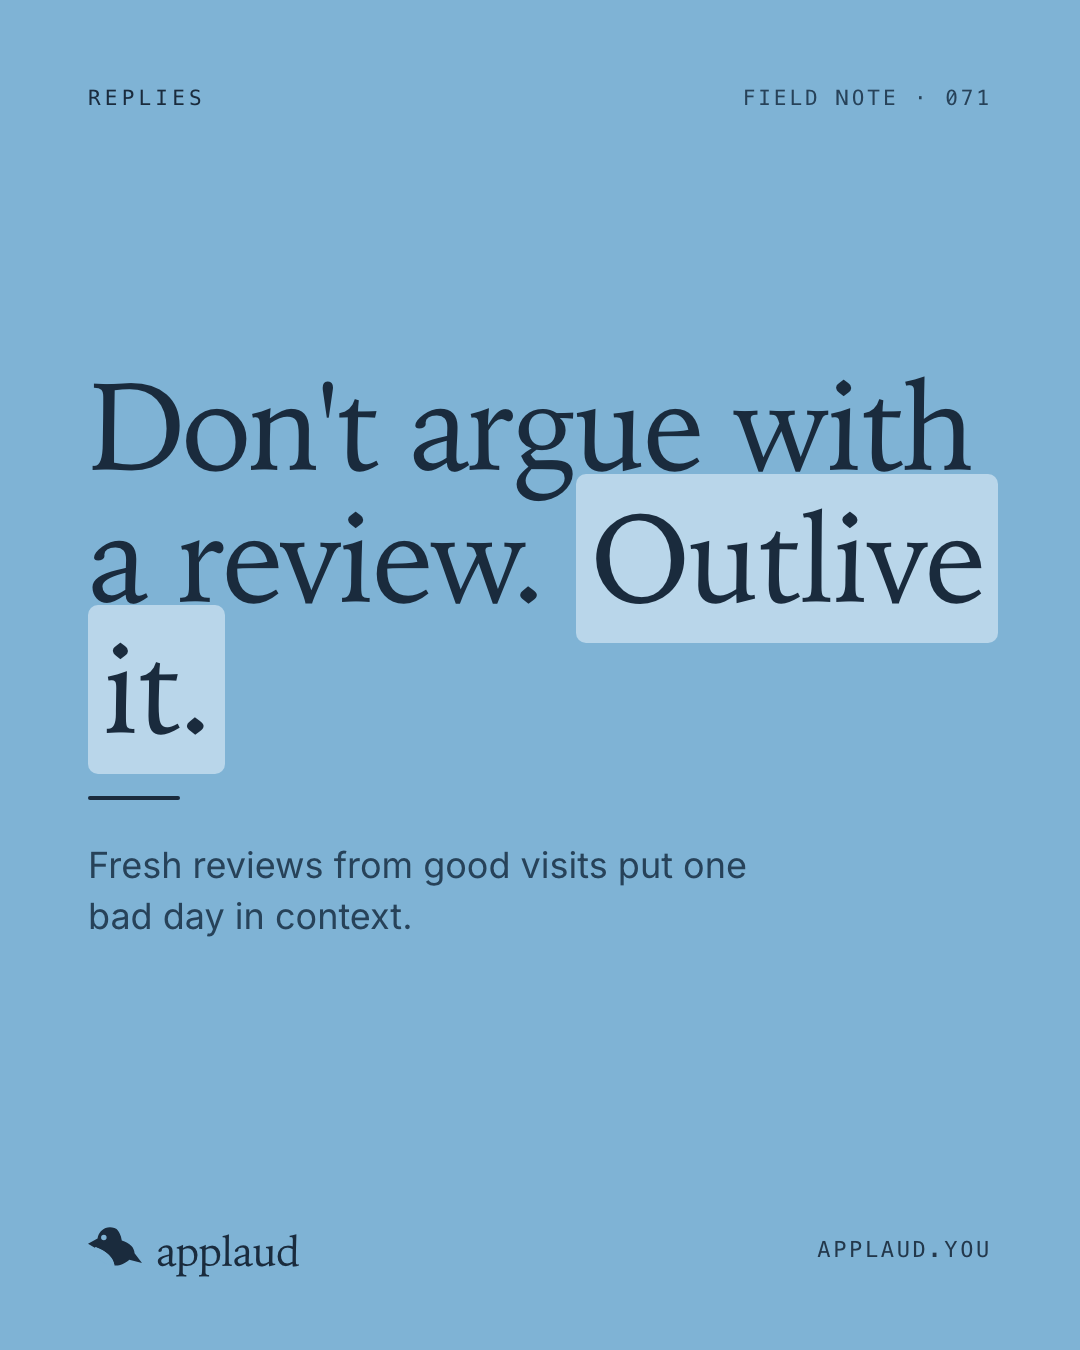 REPLIES
FIELD NOTE · 071
Don't argue with
a review. Outlive
it.
Fresh reviews from good visits put one
bad day in context.
applaud
APPLAUD.YOU